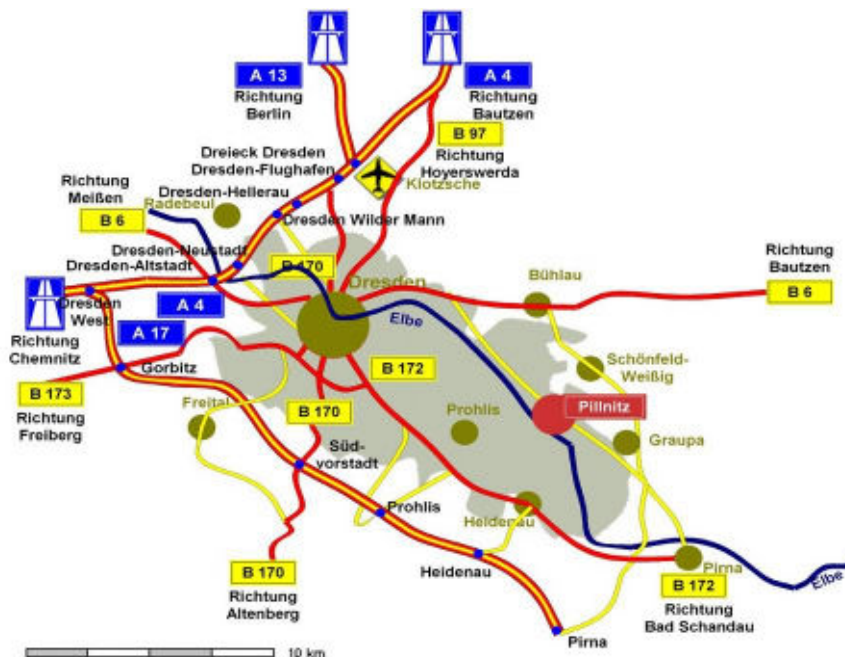 A 13
Richtung
Berlin
A 4
Richtung
Bautzen
B 97
Richtung
Hoyerswerda
Dreieck Dresden
Dresden-Flughafen
Klotzsche
Richtung
Meißen
B 6
Dresden-Hellerau
Radebeul
Dresden Wilder Mann
Dresden-Neustadt
Dresden-Altstadt
B 170
Dresden
Bühlau
Richtung
Bautzen
B 6
Dresden
West
A 4
A 17
Elbe
Richtung
Chemnitz
Gorbitz
B 172
Schönfeld-
Weißig
B 173
Richtung
Freiberg
Freital
B 170
Prohlis
Pillnitz
Graupa
Süd-
vorstadt
Prohlis
Heidenau
B 170
Richtung
Altenberg
Heidenau
Pirna
B 172
Richtung
Bad Schandau
Elbe
Pirna
10 km